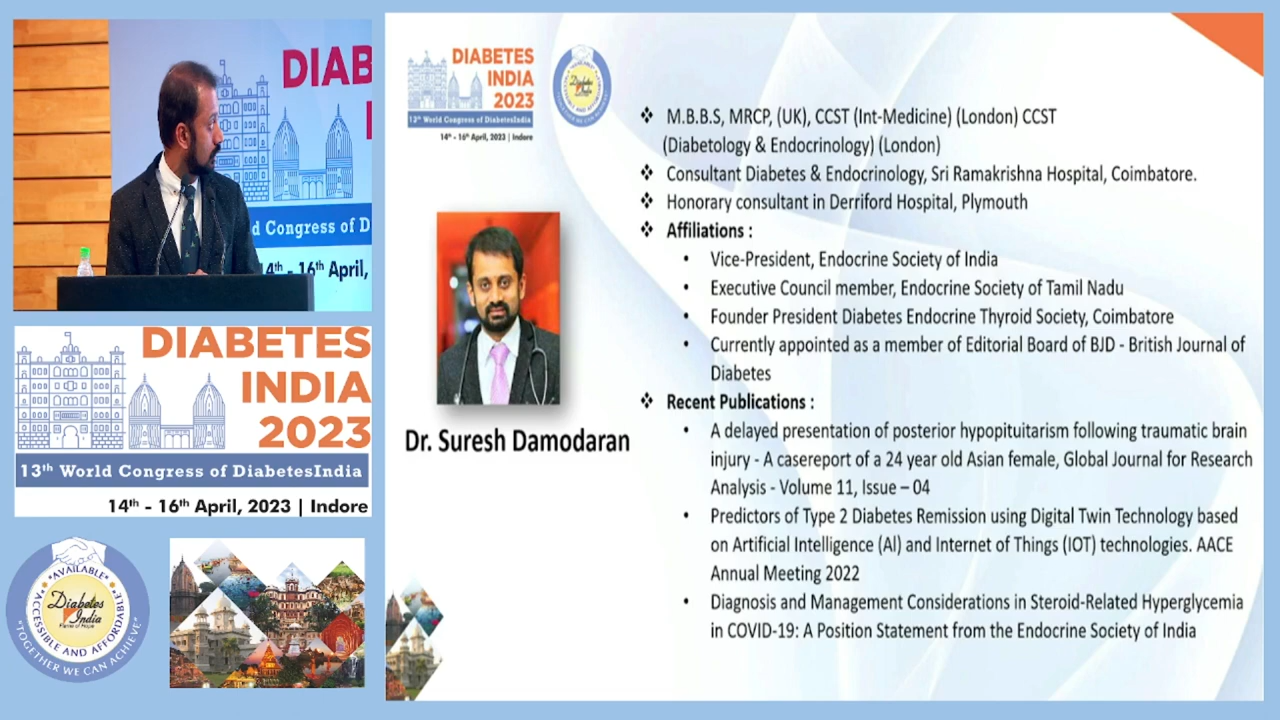 DIAB
d Congress of D
14th - 16th April,
DIABETES
INDIA
2023
13th World Congress of DiabetesIndia
14th - 16th April, 2023 | Indore
"AVAILABLE"
"ACCESSIBLE AND AFFORDABLE"
Diabetes
India
"TOGETHER WE CAN ACHIEVE"
DIABETES
INDIA
2023
13th World Congress of DiabetesIndia
14th - 16th April, 2023 | Indore
Diabetes
India
Dr. Suresh Damodaran
❖ M.B.B.S, MRCP, (UK), CCST (Int-Medicine) (London) CCST
(Diabetology & Endocrinology) (London)
❖ Consultant Diabetes & Endocrinology, Sri Ramakrishna Hospital, Coimbatore.
❖ Honorary consultant in Derriford Hospital, Plymouth
❖ Affiliations :
• Vice-President, Endocrine Society of India
• Executive Council member, Endocrine Society of Tamil Nadu
• Founder President Diabetes Endocrine Thyroid Society, Coimbatore
• Currently appointed as a member of Editorial Board of BJD - British Journal of
Diabetes
❖ Recent Publications :
• A delayed presentation of posterior hypopituitarism following traumatic brain
injury - A casereport of a 24 year old Asian female, Global Journal for Research
Analysis - Volume 11, Issue – 04
• Predictors of Type 2 Diabetes Remission using Digital Twin Technology based
on Artificial Intelligence (AI) and Internet of Things (IOT) technologies. AACE
Annual Meeting 2022
• Diagnosis and Management Considerations in Steroid-Related Hyperglycemia
in COVID-19: A Position Statement from the Endocrine Society of India